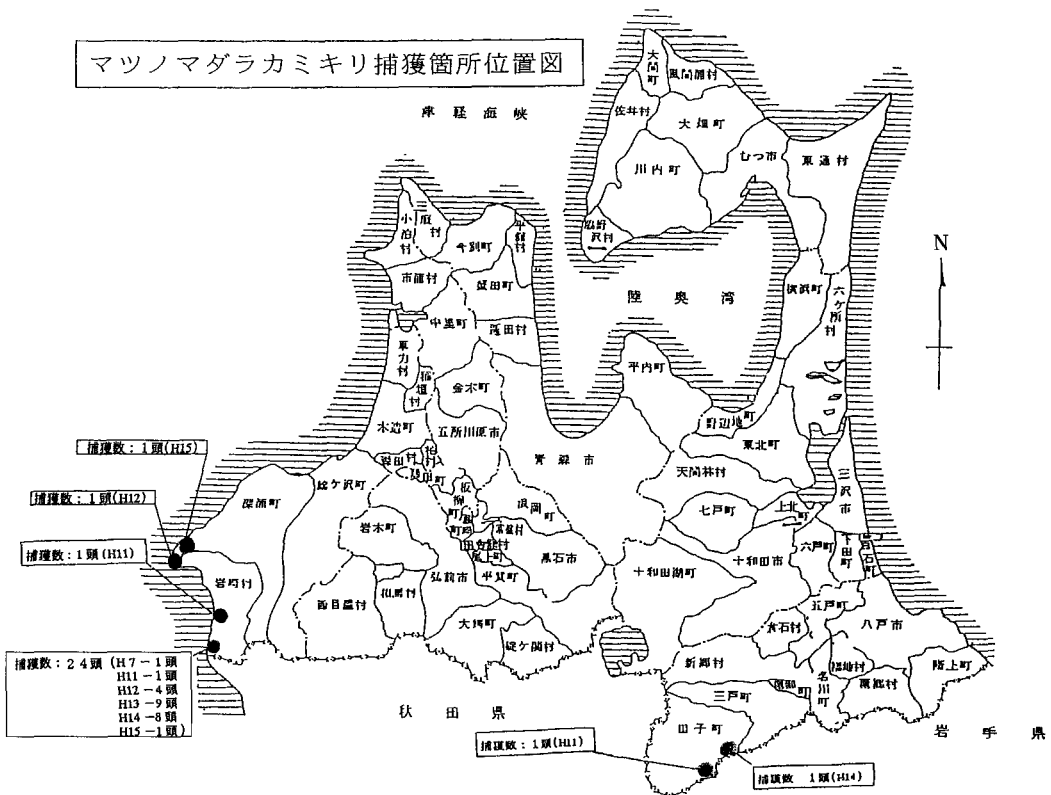 マツノマダラカミキリ捕獲箇所位置図
津軽海峡
大間町
風間浦村
佐井村
大畑町
むつ市
東通村
川内町
脇野沢村
N
小泊村
今別町
平舘村
市浦村
蟹田町
陸奥湾
横浜町
六ケ所村
中里町
蓬田村
車力村
稲垣村
金木町
平内町
野辺地町
木造町
五所川原市
東北町
捕獲数：1頭(H15)
森田村
柏村
青森市
天間林村
三沢市
鰺ケ沢町
深浦町
板柳町
浪岡町
七戸町
上北町
捕獲数：1頭(H12)
岩木町
常盤村
六戸町
下田町
百石町
捕獲数：1頭(H11)
尾上町
黒石市
十和田湖町
十和田市
岩崎村
弘前市
平賀町
五戸町
西目屋村
相馬村
八戸市
大鰐町
碇ケ関村
倉石村
捕獲数：24頭（H7－1頭
H11－1頭
H12－4頭
H13－9頭
H14－8頭
H15－1頭）
新郷村
福地村
階上町
名川町
南郷村
三戸町
南部町
秋田県
田子町
岩手県
捕獲数：1頭(H11)
捕獲数　1頭(H14)